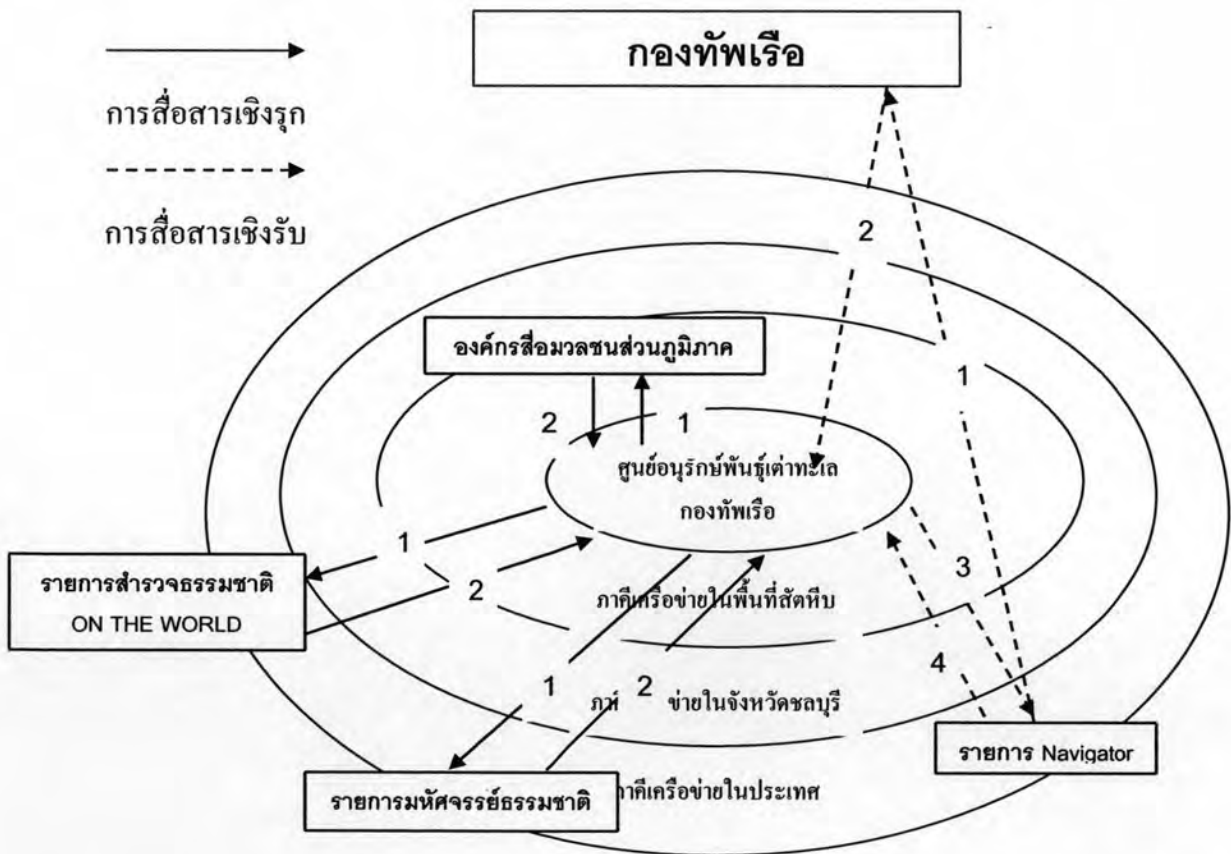 กองทัพเรือ
การสื่อสารเชิงรุก
การสื่อสารเชิงรับ
2
องค์กรสื่อมวลชนส่วนภูมิภาค
1
2
1
ศูนย์อนุรักษ์พันธุ์เต่าทะเล
กองทัพเรือ
1
3
รายการสำรวจธรรมชาติ
ON THE WORLD
2
ภาคีเครือข่ายในพื้นที่สัตหีบ
4
1
2
ข่ายในจังหวัดชลบุรี
รายการ Navigator
รายการมหัศจรรย์ธรรมชาติ
ภาคีเครือข่ายในประเทศ